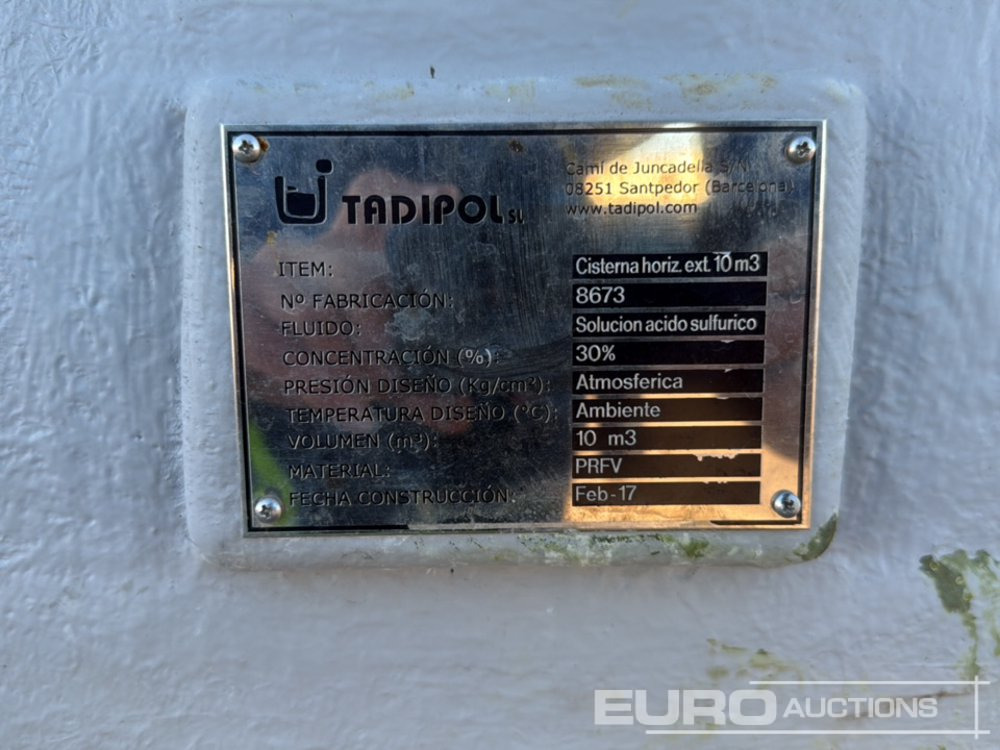 TADIPOL SL
Camí de Juncadella S/N
08251 Santpedor (Barcelona)
www.tadipol.com
ITEM: Cisterna horiz. ext. 10 m3
Nº FABRICACIÓN: 8673
FLUIDO: Solucion acido sulfurico
CONCENTRACIÓN (%): 30%
PRESIÓN DISEÑO (Kg/cm²): Atmosferica
TEMPERATURA DISEÑO (°C): Ambiente
VOLUMEN (m³): 10 m3
MATERIAL: PRFV
FECHA CONSTRUCCIÓN. Feb-17
EURO AUCTIONS